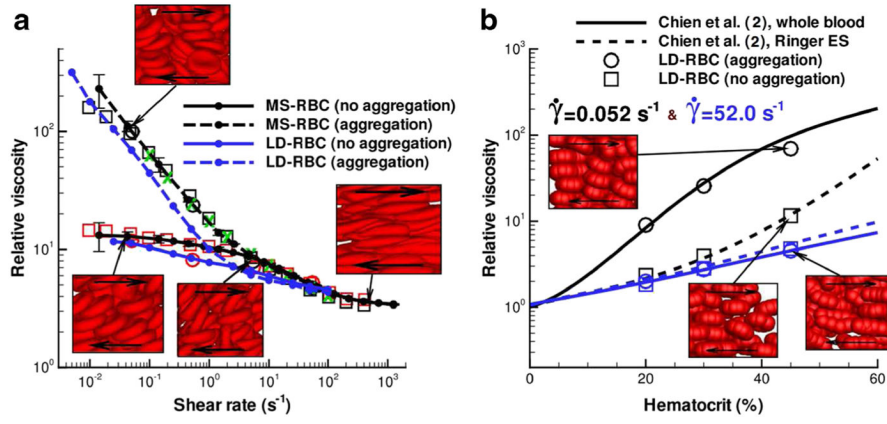 a
Relative viscosity
10³
10²
10¹
10⁰
MS-RBC (no aggregation)
MS-RBC (aggregation)
LD-RBC (no aggregation)
LD-RBC (aggregation)
10⁻² 10⁻¹ 10⁰ 10¹ 10² 10³
Shear rate (s⁻¹)
b
Chien et al. (2), whole blood
Chien et al. (2), Ringer ES
LD-RBC (aggregation)
LD-RBC (no aggregation)
γ̇=0.052 s⁻¹ & γ̇=52.0 s⁻¹
Relative viscosity
10³
10²
10¹
10⁰
0 20 40 60
Hematocrit (%)